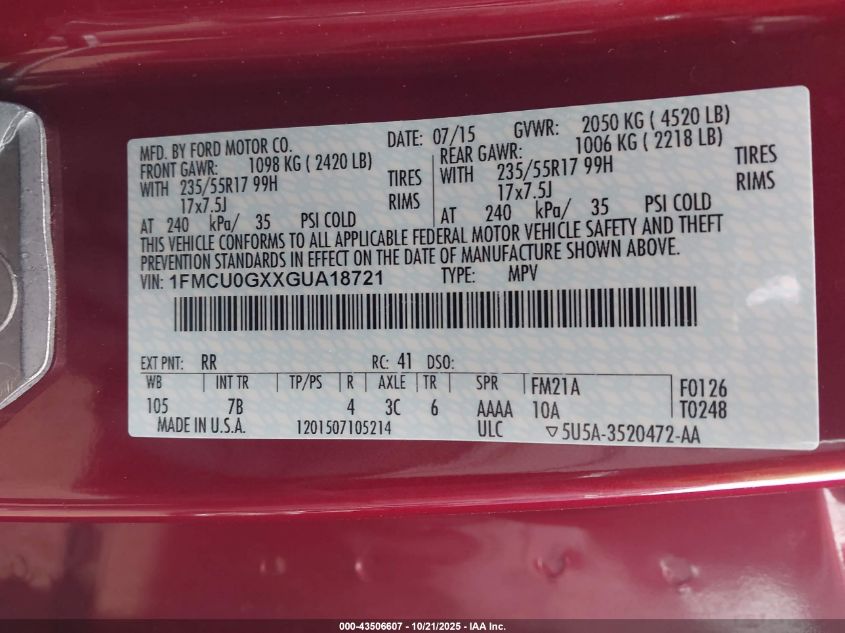 MFD. BY FORD MOTOR CO. DATE: 07/15 GVWR: 2050 KG ( 4520 LB)
FRONT GAWR: 1098 KG ( 2420 LB) REAR GAWR: 1006 KG ( 2218 LB)
WITH 235/55R17 99H TIRES WITH 235/55R17 99H TIRES
17x7.5J RIMS 17x7.5J RIMS
AT 240 kPa/ 35 PSI COLD AT 240 kPa/ 35 PSI COLD
THIS VEHICLE CONFORMS TO ALL APPLICABLE FEDERAL MOTOR VEHICLE SAFETY AND THEFT
PREVENTION STANDARDS IN EFFECT ON THE DATE OF MANUFACTURE SHOWN ABOVE.
VIN: 1FMCU0GXXGUA18721 TYPE: MPV
EXT PNT: RR RC: 41 DSO:
WB INT TR TP/PS R AXLE TR SPR FM21A F0126
105 7B 4 3C 6 AAAA 10A T0248
MADE IN U.S.A. 1201507105214 ULC ▽5U5A-3520472-AA
000-43506607 - 10/21/2025 - IAA Inc.